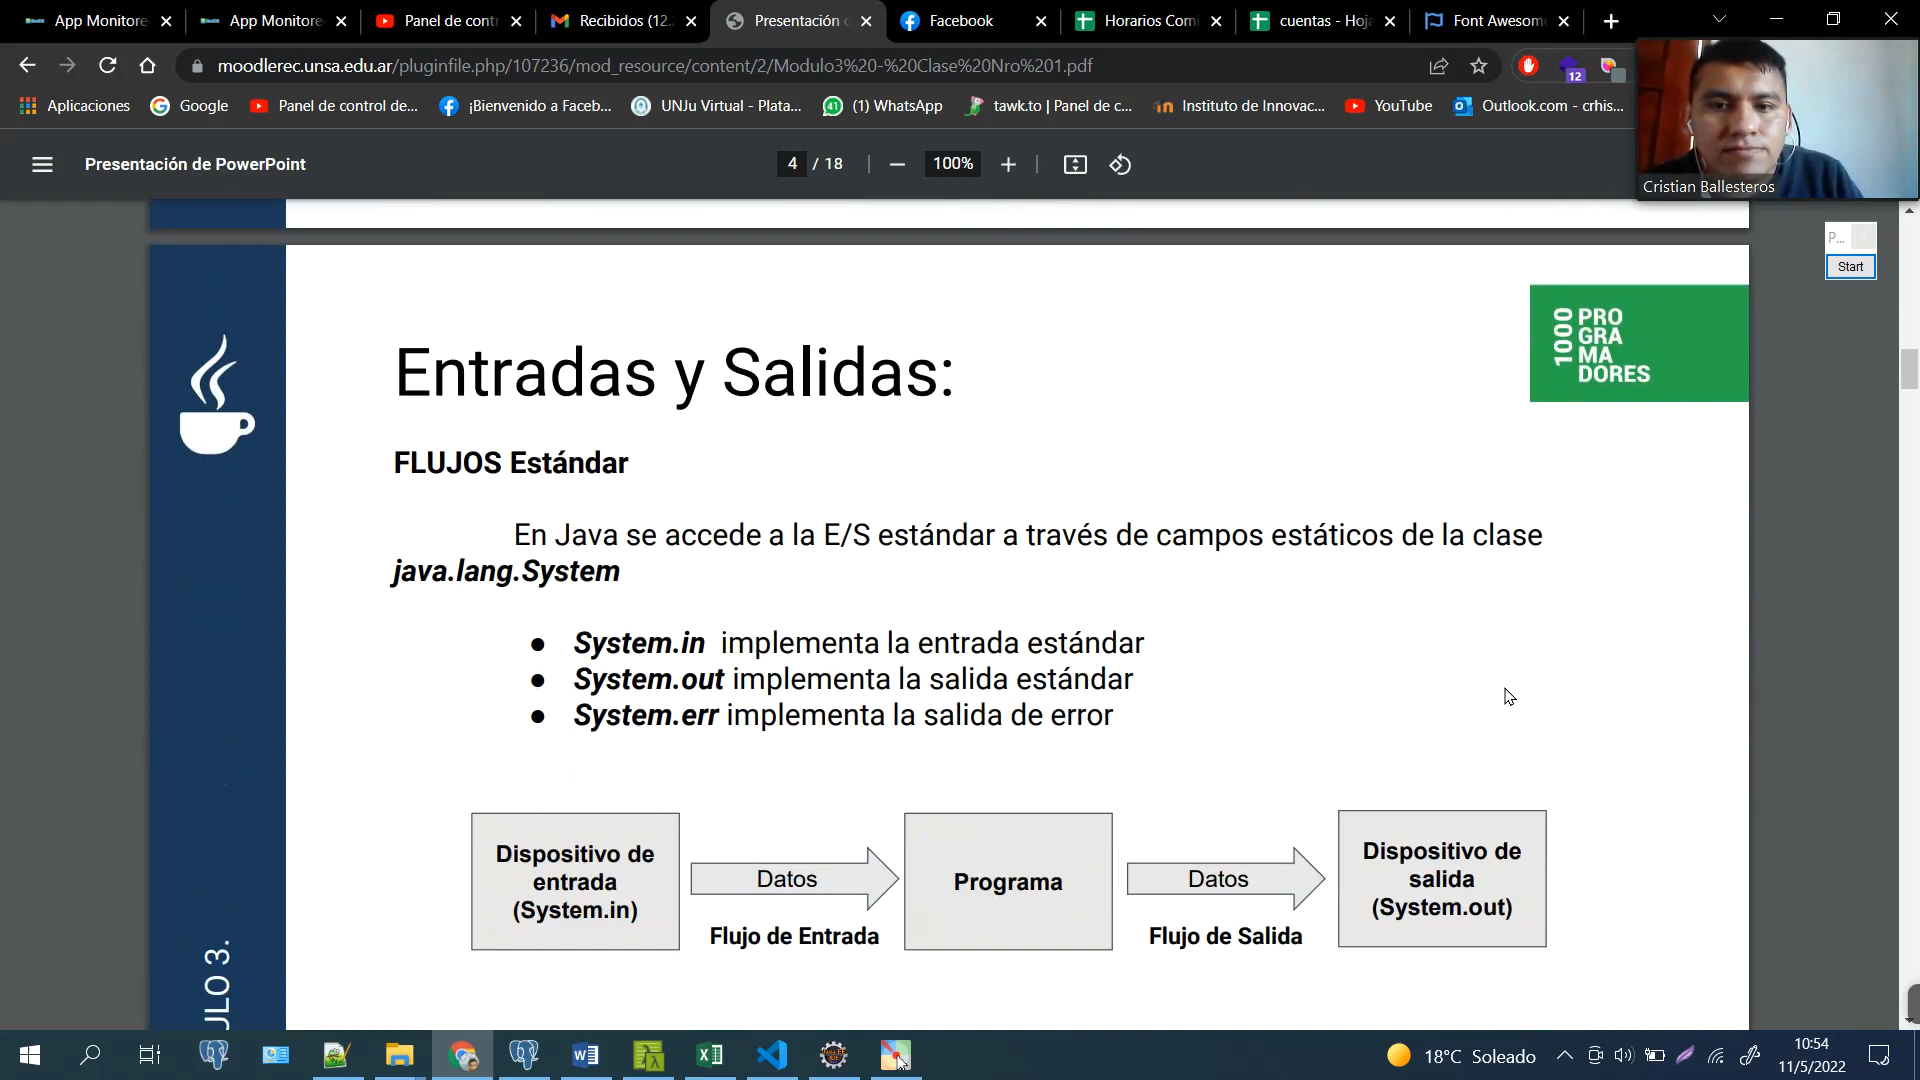 App Monitore
App Monitore
Panel de cont
Recibidos (12.
Presentación
Facebook
Horarios Comi
cuentas - Hoja
Font Awesom
moodlerec.unsa.edu.ar/pluginfile.php/107236/mod_resource/content/2/Modulo3%20-%20Clase%20Nro%201.pdf
12
Aplicaciones
Google
Panel de control de...
¡Bienvenido a Faceb...
UNJu Virtual - Plata...
41
(1) WhatsApp
tawk.to | Panel de c...
Instituto de Innovac...
YouTube
Outlook.com - crhis...
Presentación de PowerPoint
4 / 18
100%
Cristian Ballesteros
P...
Start
1000
PRO
GRA
MA
DORES
Entradas y Salidas:
FLUJOS Estándar
En Java se accede a la E/S estándar a través de campos estáticos de la clase
java.lang.System
● System.in implementa la entrada estándar
● System.out implementa la salida estándar
● System.err implementa la salida de error
Dispositivo de
entrada
(System.in)
Datos
Flujo de Entrada
Programa
Datos
Flujo de Salida
Dispositivo de
salida
(System.out)
ULO 3.
18°C Soleado
10:54
11/5/2022